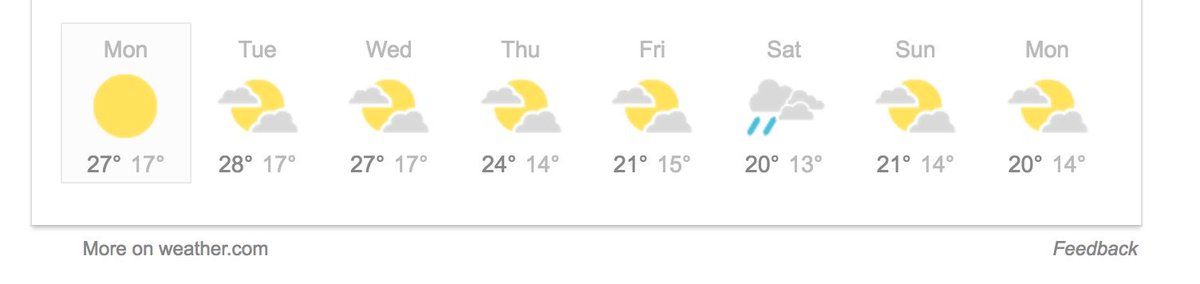 Mon Tue Wed Thu Fri Sat Sun Mon
27° 17° 28° 17° 27° 17° 24° 14° 21° 15° 20° 13° 21° 14° 20° 14°
More on weather.com Feedback